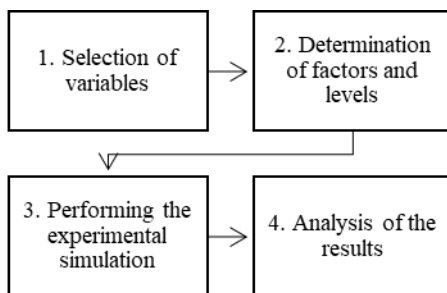 1. Selection of
variables
2. Determination
of factors and
levels
3. Performing the
experimental
simulation
4. Analysis of the
results